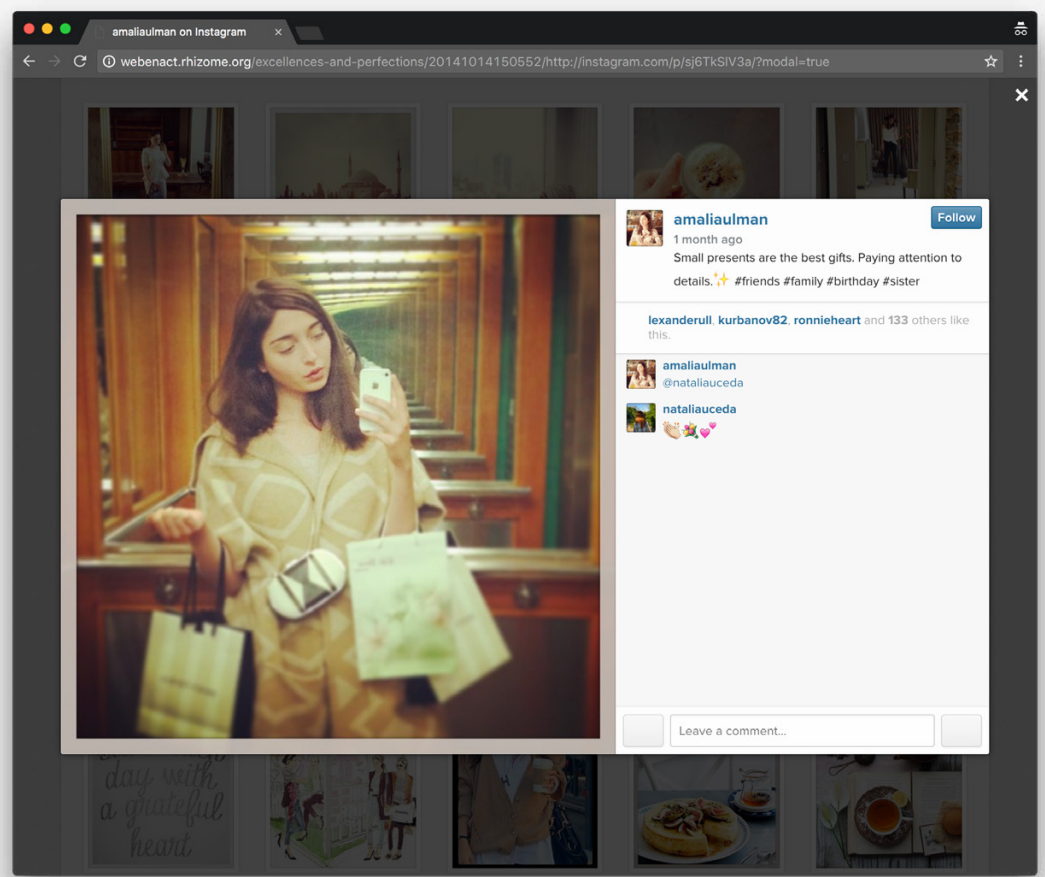 amaliaulman on Instagram
webenact.rhizome.org/excellences-and-perfections/20141014150552/http://instagram.com/p/sj6TkSlV3a/?modal=true
amaliaulman
Follow
1 month ago
Small presents are the best gifts. Paying attention to
details.✨ #friends #family #birthday #sister
lexanderull, kurbanov82, ronnieheart and 133 others like
this.
amaliaulman
@nataliauceda
nataliauceda
👏🏻💐💕
Leave a comment...
day with
a grateful
heart